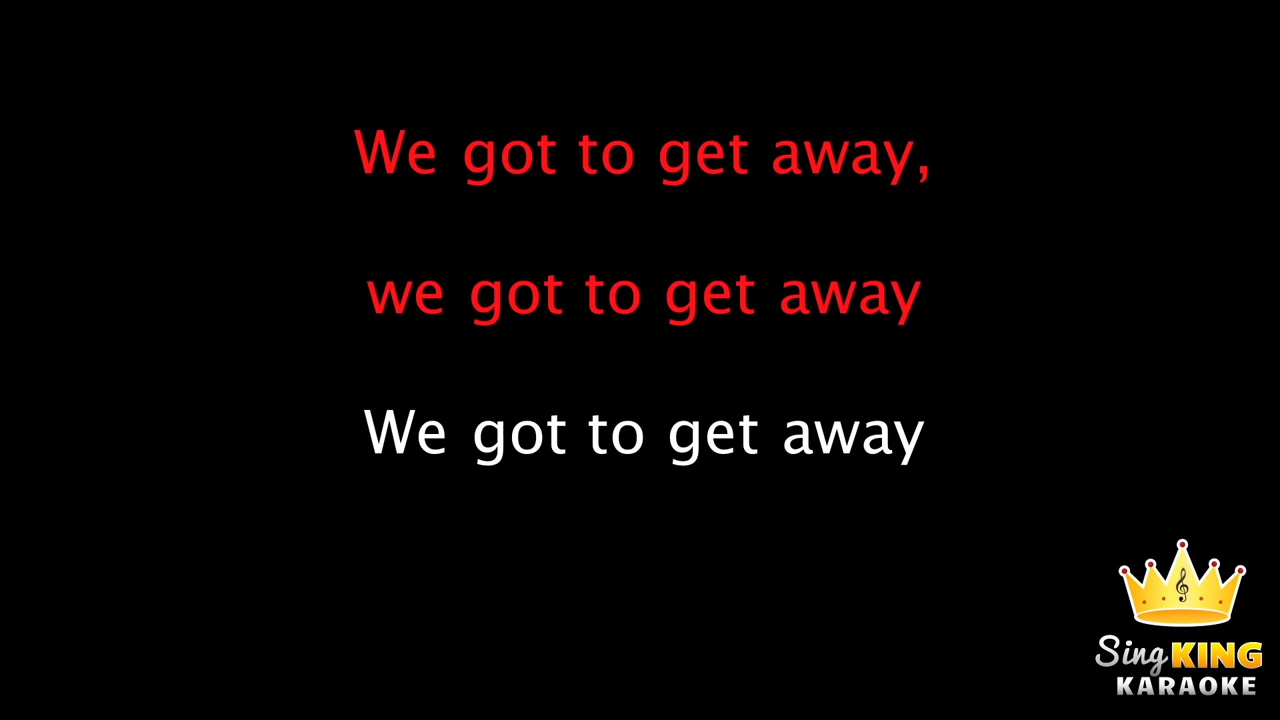 We got to get away,
we got to get away
We got to get away
Sing KING
KARAOKE